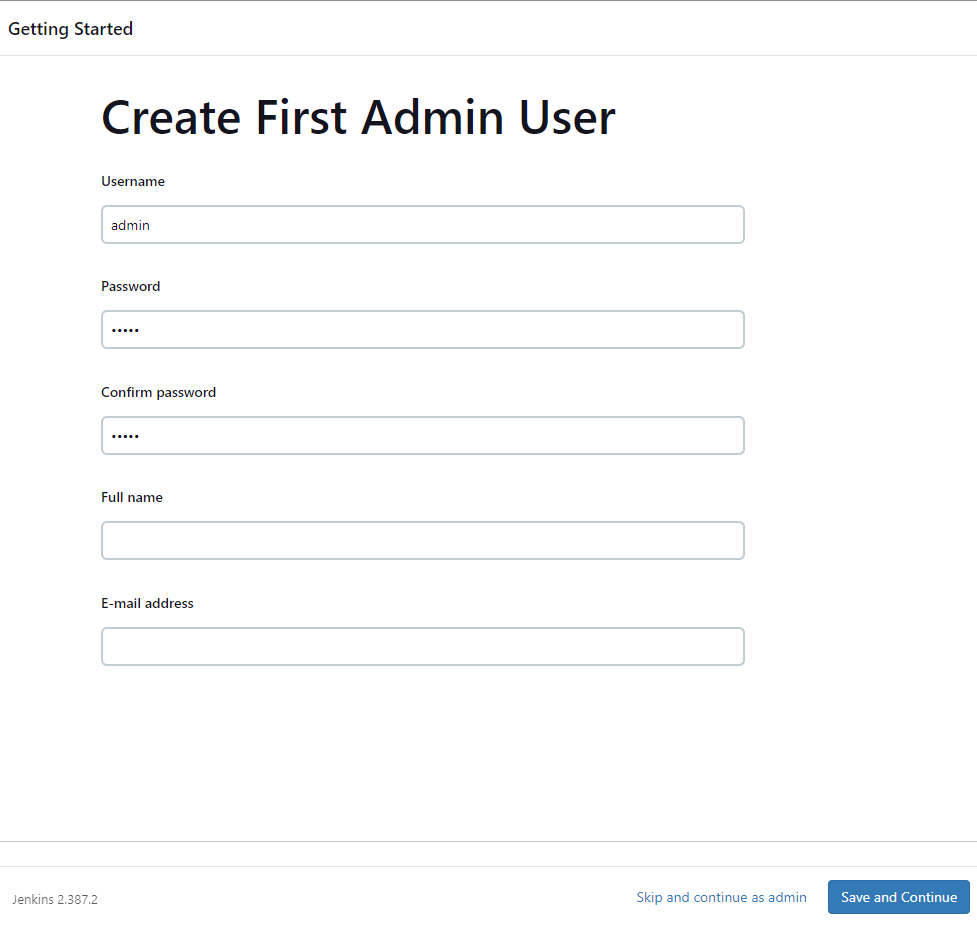 Getting Started
Create First Admin User
Username
admin
Password
•••••
Confirm password
•••••
Full name
E-mail address
Jenkins 2.387.2
Skip and continue as admin
Save and Continue